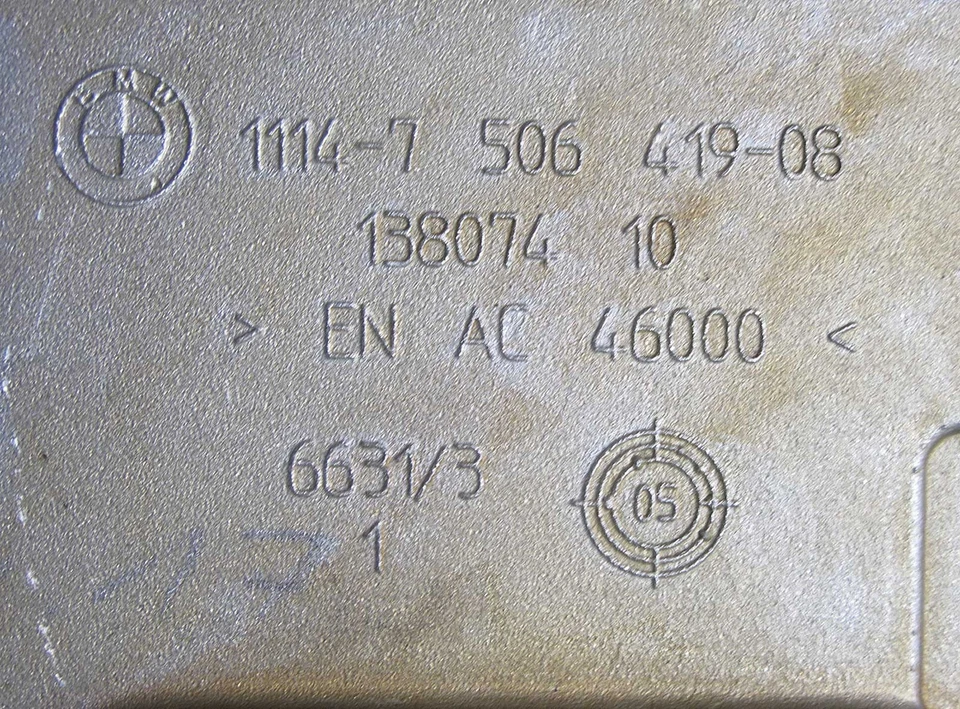 BMW
1114-7 506 419-08
138074 10
> EN AC 46000 <
6631/3
1
05